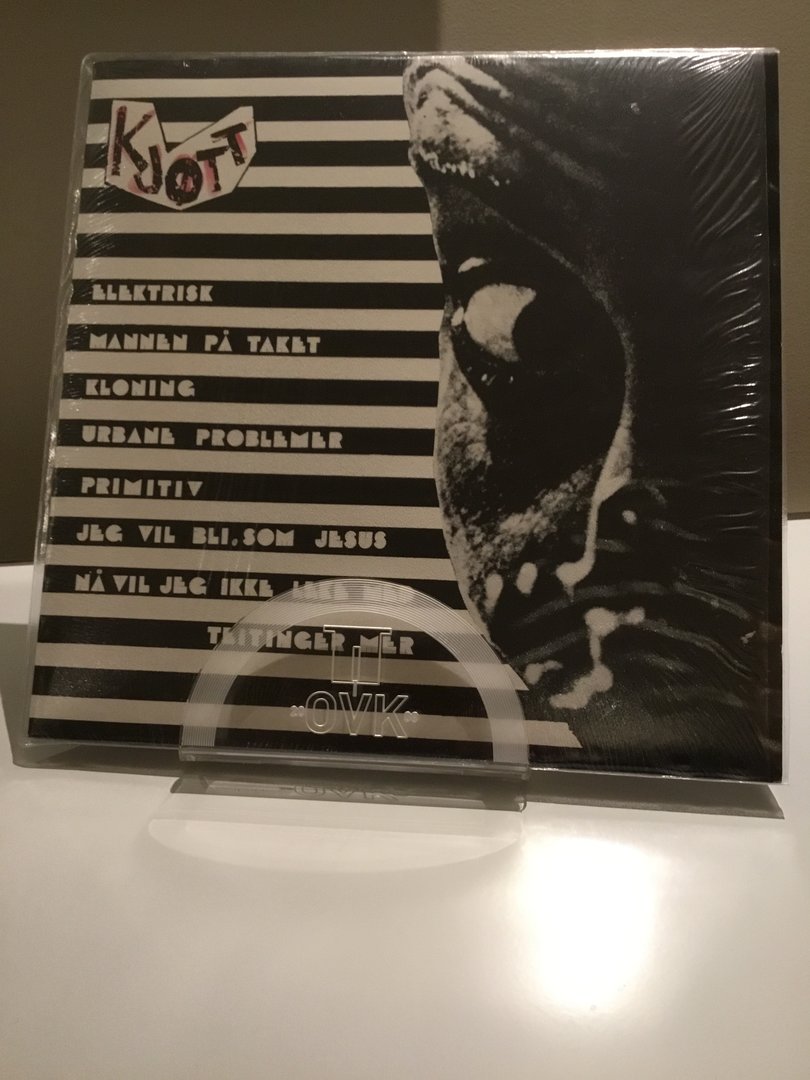 KJØTT
ELEKTRISK
MANNEN PÅ TAKET
KLONING
URBANE PROBLEMER
PRIMITIV
JEG VIL BLI, SOM JESUS
NÅ VIL JEG IKKE
TEITINGER MER
"OVK"